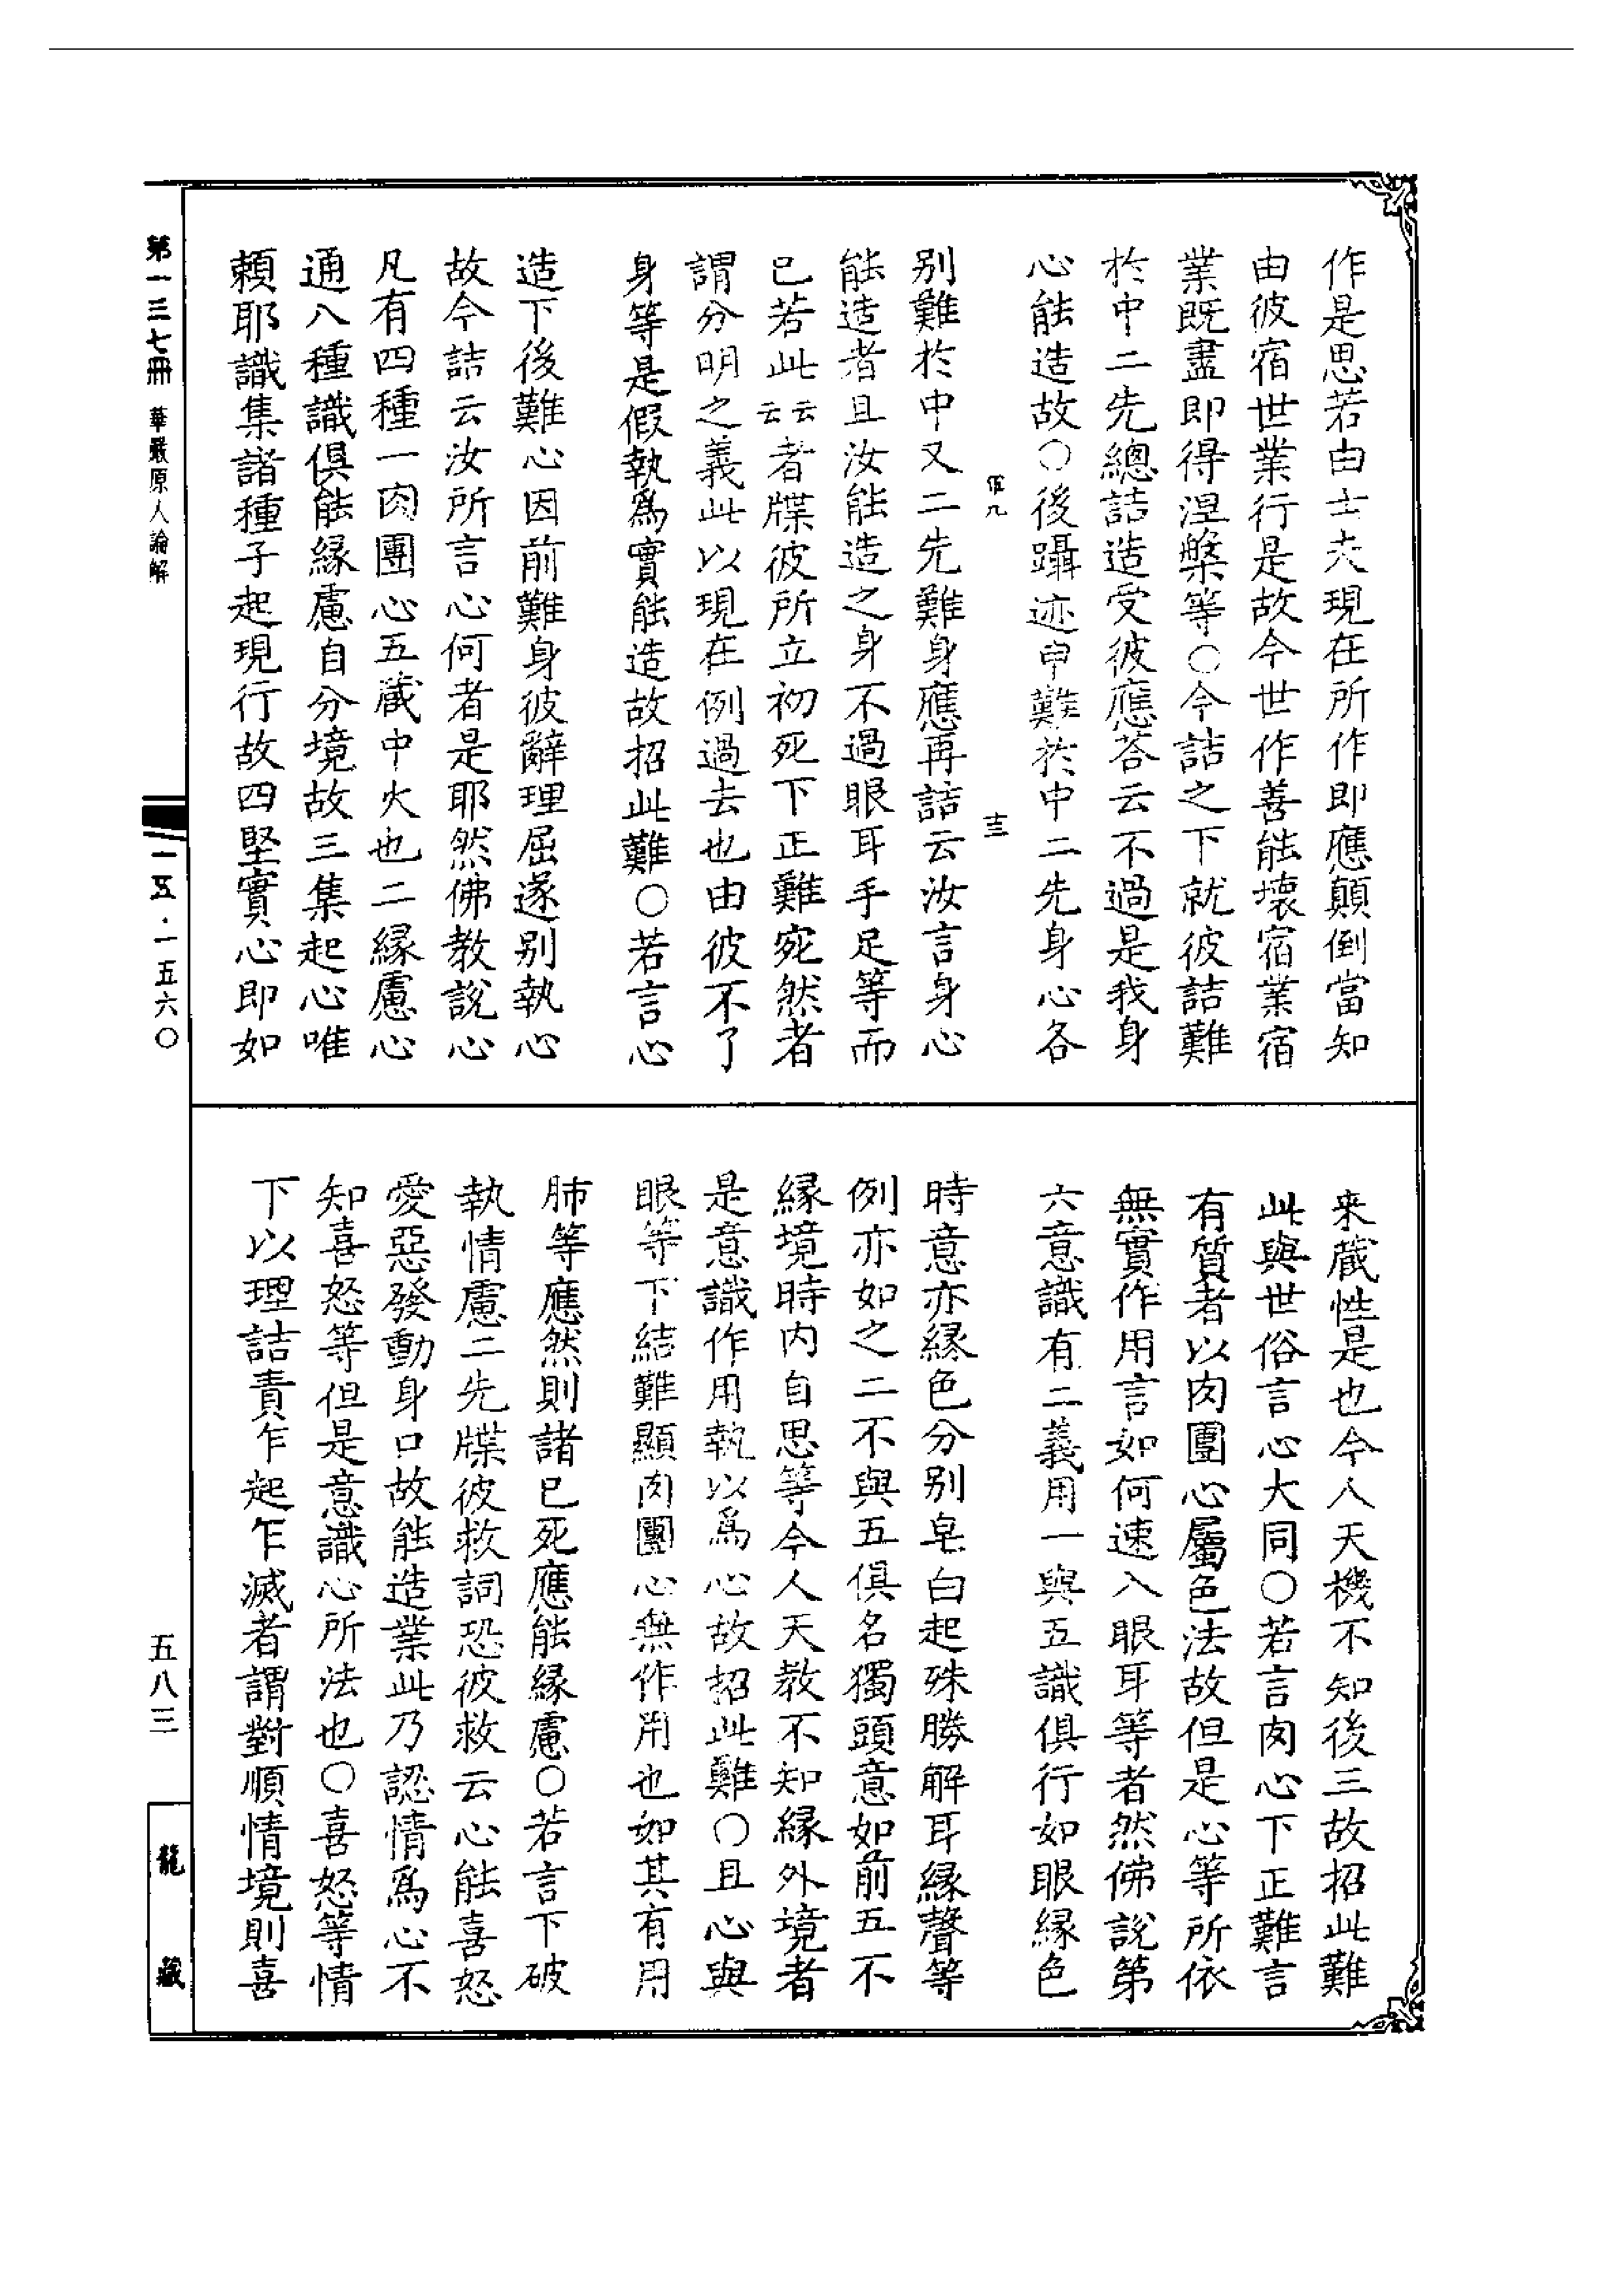 作是思若由士夫現在所作即應顛倒當知
由彼宿世業行是故今世作善能壞宿業宿
業既盡即得涅槃等○今詰之下就彼詰難
於中二先總詰造受彼應荅云不過是我身
心能造故○後躡迹申難於中二先身心各
別難於中又二先難身應再詰云汝言身心
能造者且汝能造之身不過眼耳手足等而
已若此云云者牒彼所立初死下正難宛然者
謂分明之義此以現在例過去也由彼不了
身等是假執爲實能造故招此難○若言心
造下後難心因前難身彼辭理屈遂别執心
故今詰云汝所言心何者是耶然佛教說心
凡有四種一肉團心五藏中火也二緣慮心
通八種識俱能緣慮自分境故三集起心唯
賴耶識集諸種子起現行故四堅實心即如
来藏性是也今人天機不知後三故招此難
此與世俗言心大同○若言肉心下正難言
有質者以肉團心屬色法故但是心等所依
無實作用言如何速入眼耳等者然佛說第
六意識有二義用一與五識俱行如眼緣色
時意亦緣色分别皂白起殊勝解耳緣聲等
例亦如之二不與五俱名獨頭意如前五不
緣境時内自思等今人天教不知緣外境者
是意識作用執以爲心故招此難○且心與
眼等下結難顯肉團心無作用也如其有用
肺等應然則諸已死應能緣慮○若言下破
執情慮二先牒彼救詞恐彼救云心能喜怒
愛惡發動身口故能造業此乃認情爲心不
知喜怒等但是意識心所法也○喜怒等情
下以理詰責乍起乍滅者謂對順情境則喜
第一三七冊 華嚴原人論解
一五·一五六〇
五八三
龍藏